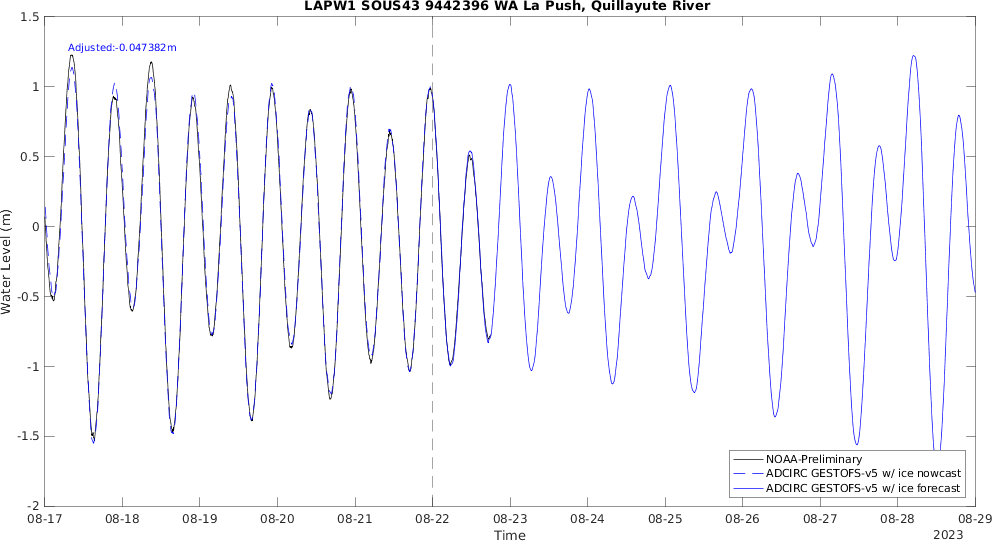 LAPW1 SOUS43 9442396 WA La Push, Quillayute River
Adjusted:-0.047382m
1.5
1
0.5
0
-0.5
-1
-1.5
-2
Water Level (m)
NOAA-Preliminary
ADCIRC GESTOFS-v5 w/ ice nowcast
ADCIRC GESTOFS-v5 w/ ice forecast
08-17 08-18 08-19 08-20 08-21 08-22 08-23 08-24 08-25 08-26 08-27 08-28 08-29
Time
2023